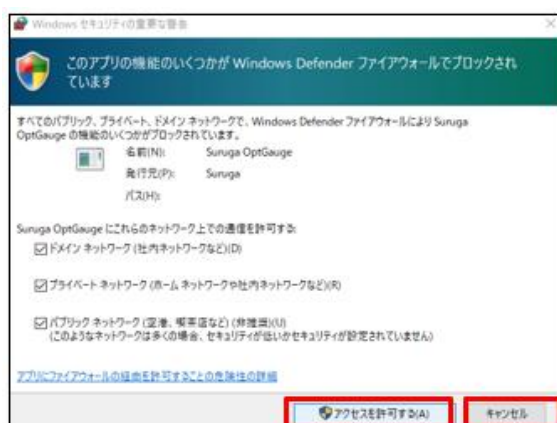 Windows セキュリティの重要な警告
このアプリの機能のいくつかが Windows Defender ファイアウォールでブロックされ
ています
すべてのパブリック、プライベート、ドメイン ネットワークで、Windows Defender ファイアウォールにより Suruga
OptGauge の機能のいくつかがブロックされています。
名前(N): Suruga OptGauge
発行元(P): Suruga
パス(H):
Suruga OptGauge にこれらのネットワーク上での通信を許可する:
ドメイン ネットワーク (社内ネットワークなど)(D)
プライベート ネットワーク (ホーム ネットワークや社内ネットワークなど)(R)
パブリック ネットワーク (空港、喫茶店など) (非推奨)(U)
(このようなネットワークは多くの場合、セキュリティが低いかセキュリティが設定されていません)
アプリにファイアウォールの経由を許可することの危険性の詳細
アクセスを許可する(A) キャンセル